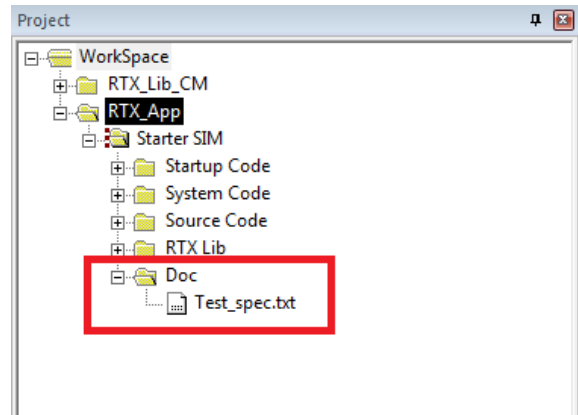 Project
WorkSpace
RTX_Lib_CM
RTX_App
Starter SIM
Startup Code
System Code
Source Code
RTX Lib
Doc
Test_spec.txt